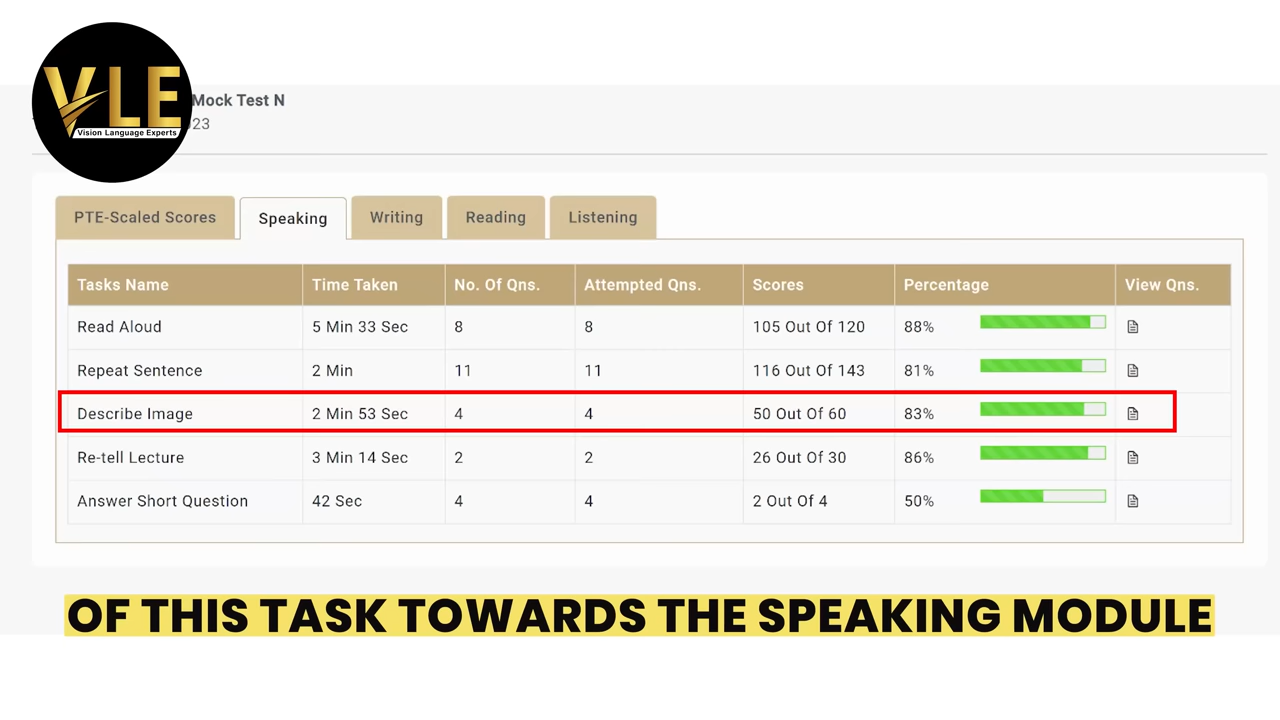 VLE
Vision Language Experts
Mock Test N
23
PTE-Scaled Scores Speaking Writing Reading Listening
Tasks Name Time Taken No. Of Qns. Attempted Qns. Scores Percentage View Qns.
Read Aloud 5 Min 33 Sec 8 8 105 Out Of 120 88%
Repeat Sentence 2 Min 11 11 116 Out Of 143 81%
Describe Image 2 Min 53 Sec 4 4 50 Out Of 60 83%
Re-tell Lecture 3 Min 14 Sec 2 2 26 Out Of 30 86%
Answer Short Question 42 Sec 4 4 2 Out Of 4 50%
OF THIS TASK TOWARDS THE SPEAKING MODULE